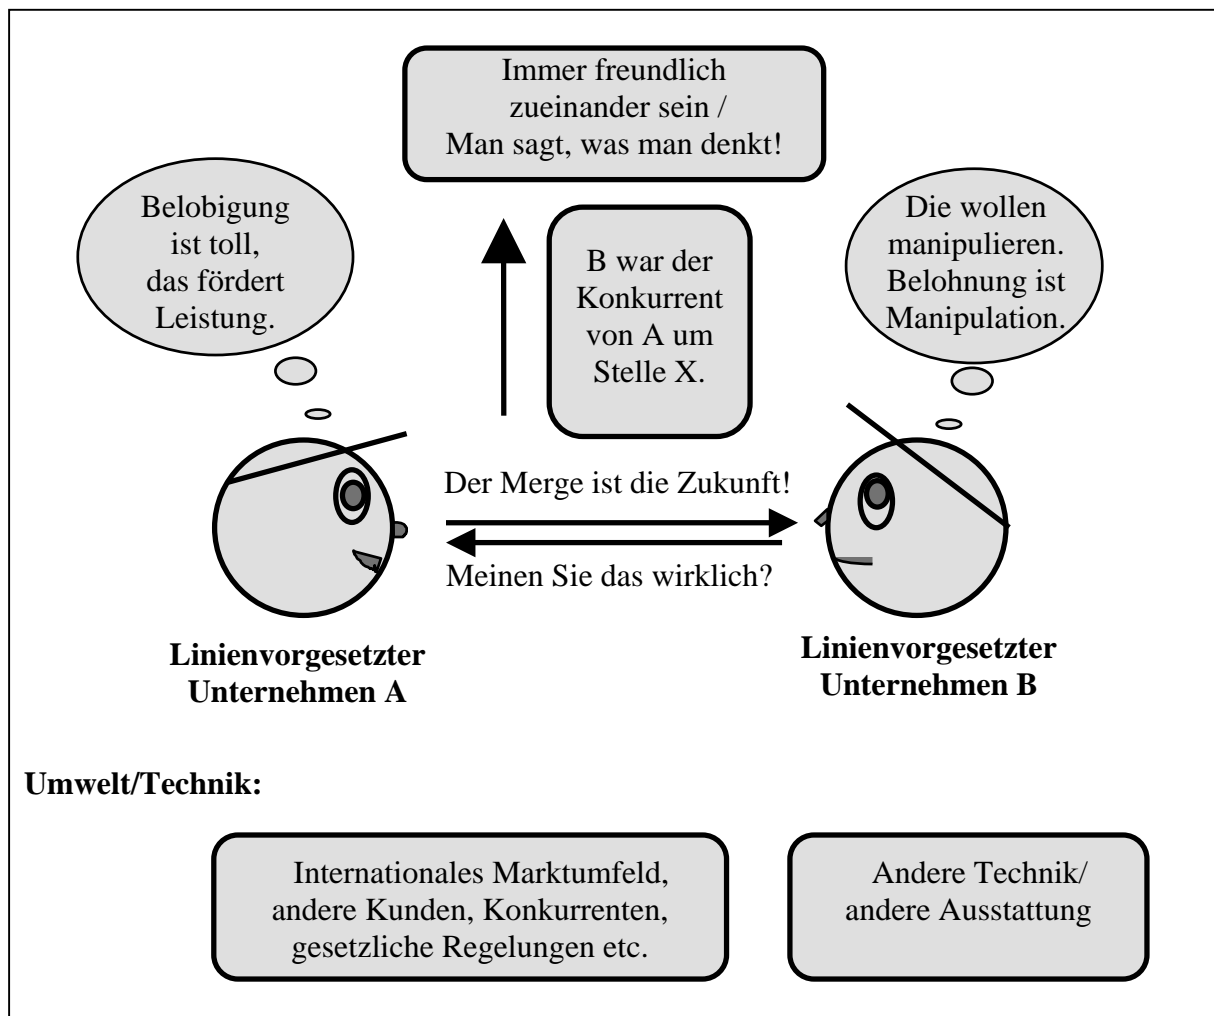 Immer freundlich
zueinander sein /
Man sagt, was man denkt!
Belobigung
ist toll,
das fördert
Leistung.
B war der
Konkurrent
von A um
Stelle X.
Die wollen
manipulieren.
Belohnung ist
Manipulation.
Der Merge ist die Zukunft!
Meinen Sie das wirklich?
Linienvorgesetzter
Unternehmen A
Linienvorgesetzter
Unternehmen B
Umwelt/Technik:
Internationales Marktumfeld,
andere Kunden, Konkurrenten,
gesetzliche Regelungen etc.
Andere Technik/
andere Ausstattung